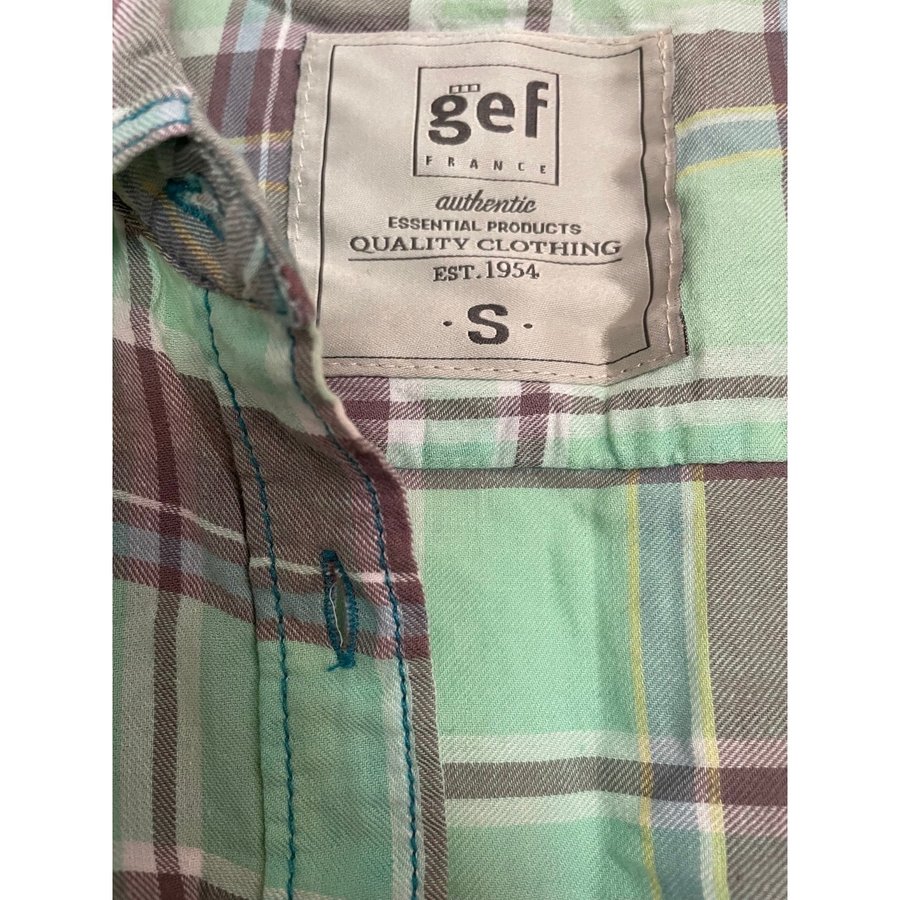 gef
FRANCE
authentic
ESSENTIAL PRODUCTS
QUALITY CLOTHING
EST. 1954
· S ·